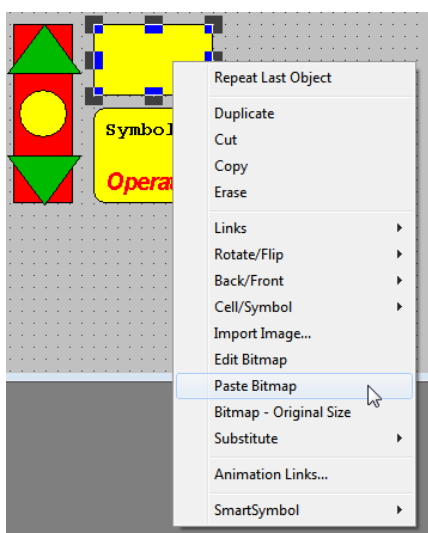 Repeat Last Object
Duplicate
Cut
Copy
Erase
Links
Rotate/Flip
Back/Front
Cell/Symbol
Import Image...
Edit Bitmap
Paste Bitmap
Bitmap - Original Size
Substitute
Animation Links...
SmartSymbol
Symbol
Opera